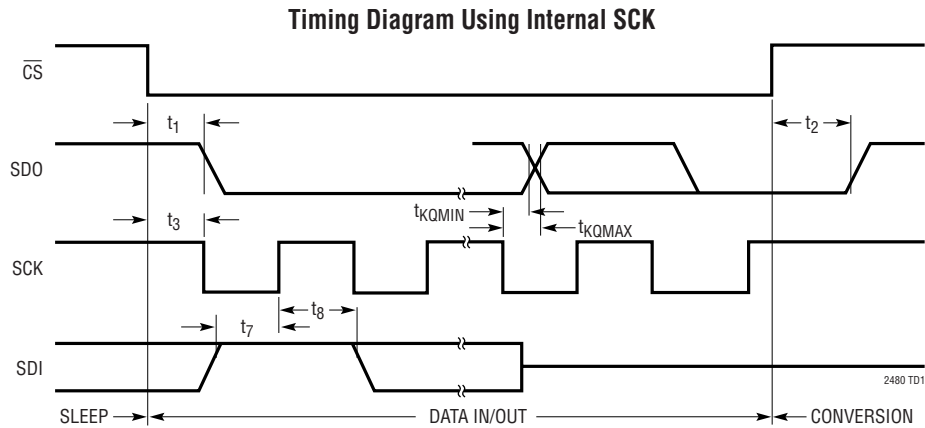 Timing Diagram Using Internal SCK
CS
t1
t2
SDO
tKQMIN
tKQMAX
t3
SCK
t7
t8
SDI
2480 TD1
SLEEP DATA IN/OUT CONVERSION